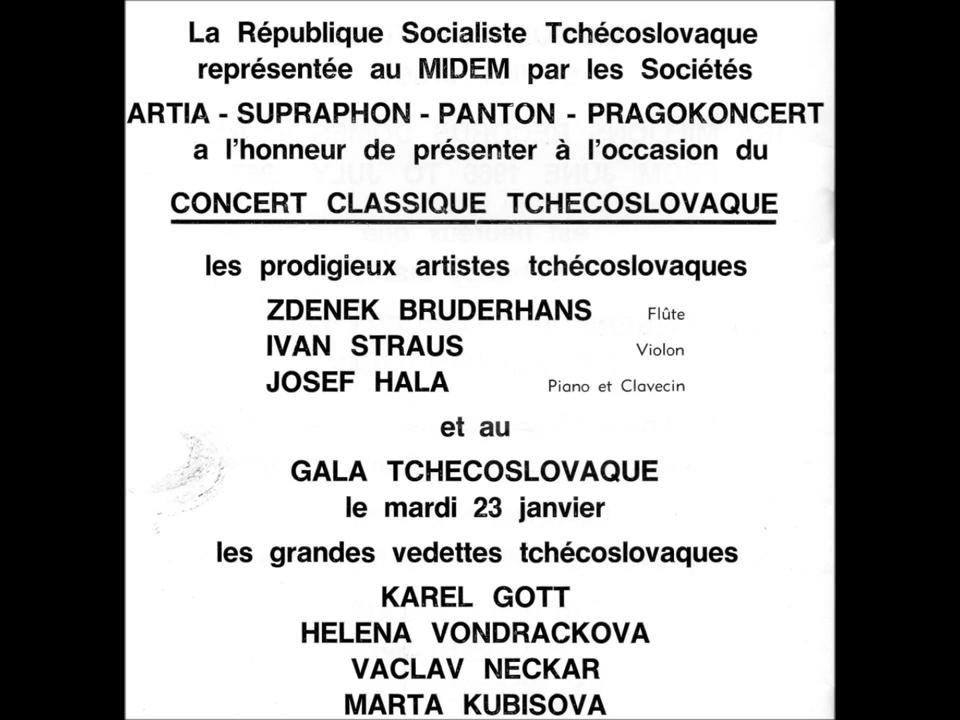 La République Socialiste Tchécoslovaque
représentée au MIDEM par les Sociétés
ARTIA - SUPRAPHON - PANTON - PRAGOKONCERT
a l'honneur de présenter à l'occasion du
CONCERT CLASSIQUE TCHECOSLOVAQUE
les prodigieux artistes tchécoslovaques
ZDENEK BRUDERHANS Flûte
IVAN STRAUS Violon
JOSEF HALA Piano et Clavecin
et au
GALA TCHECOSLOVAQUE
le mardi 23 janvier
les grandes vedettes tchécoslovaques
KAREL GOTT
HELENA VONDRACKOVA
VACLAV NECKAR
MARTA KUBISOVA